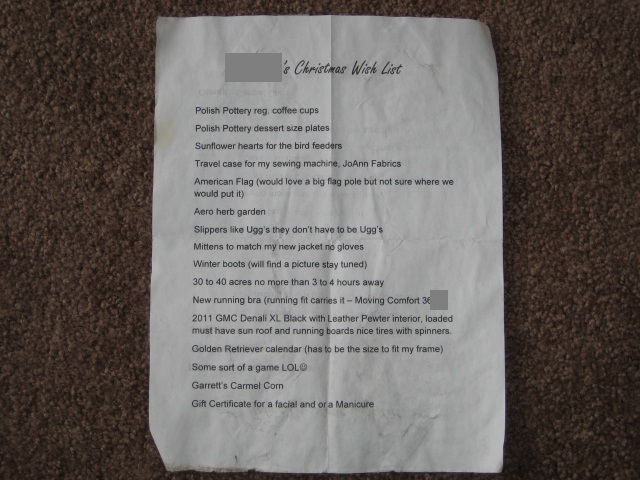 's Christmas Wish List
Polish Pottery reg. coffee cups
Polish Pottery dessert size plates
Sunflower hearts for the bird feeders
Travel case for my sewing machine, JoAnn Fabrics
American Flag (would love a big flag pole but not sure where we
would put it)
Aero herb garden
Slippers like Ugg's they don't have to be Ugg's
Mittens to match my new jacket no gloves
Winter boots (will find a picture stay tuned)
30 to 40 acres no more than 3 to 4 hours away
New running bra (running fit carries it – Moving Comfort 36
2011 GMC Denali XL Black with Leather Pewter interior, loaded
must have sun roof and running boards nice tires with spinners.
Golden Retriever calendar (has to be the size to fit my frame)
Some sort of a game LOL☺
Garrett's Carmel Corn
Gift Certificate for a facial and or a Manicure